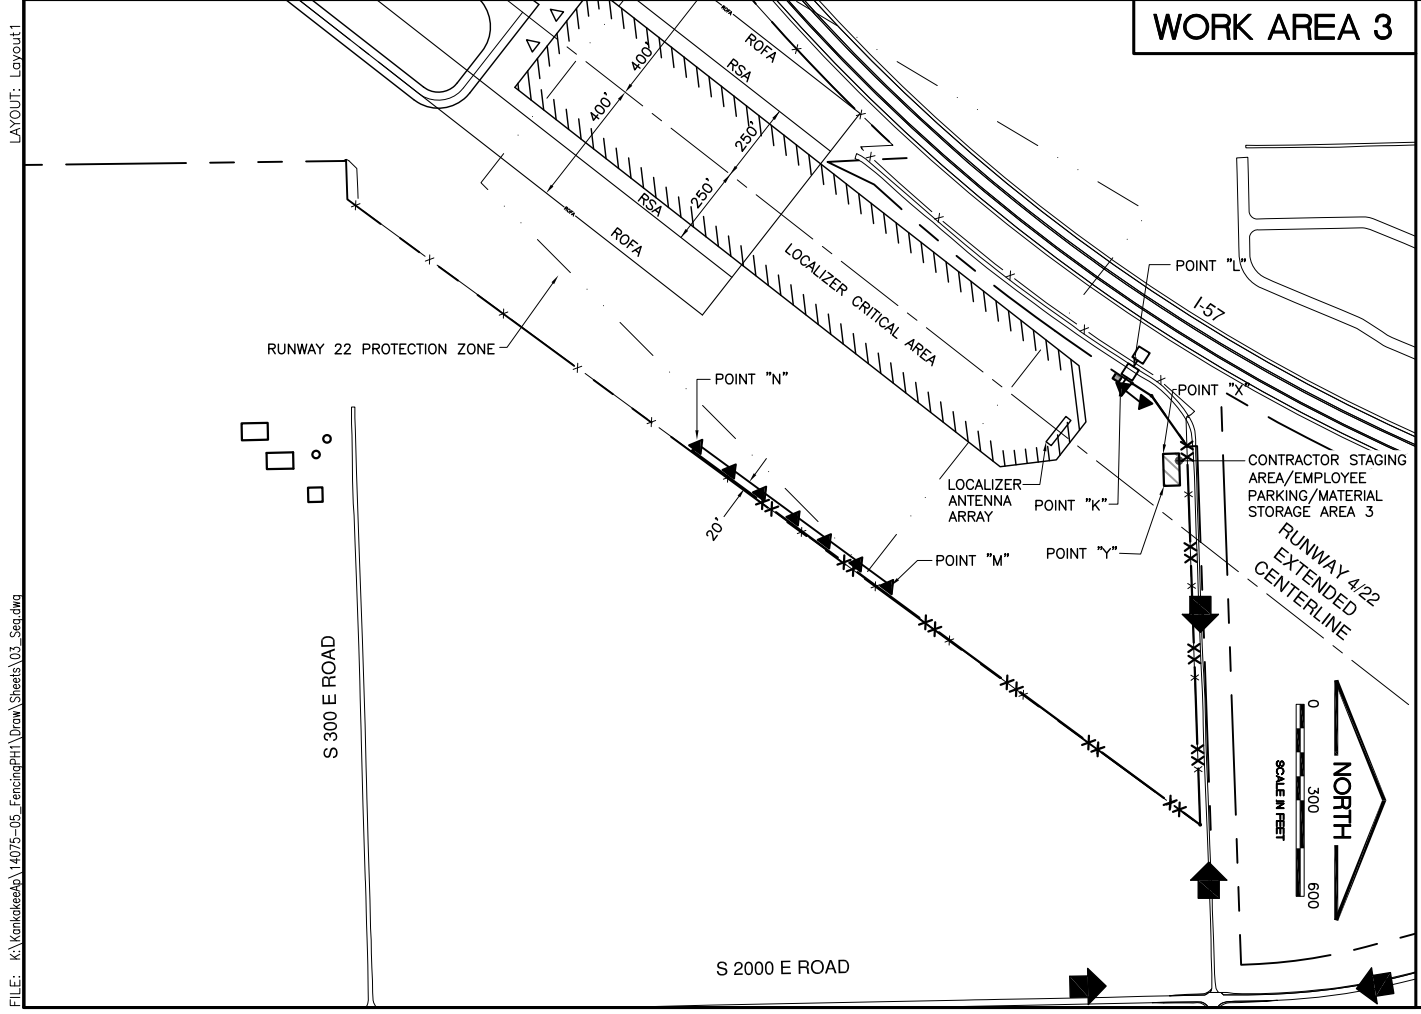 WORK AREA 3
LAYOUT: Layout1
FILE: K:\KankakeeAp\14075-05_FencingPH1\Draw\Sheets\03_Seq.dwg
ROFA
ROFA
RSA
400'
400'
250'
250'
RSA
ROFA
ROFA
LOCALIZER CRITICAL AREA
POINT "L"
I-57
RUNWAY 22 PROTECTION ZONE
POINT "N"
POINT "X"
CONTRACTOR STAGING
AREA/EMPLOYEE
PARKING/MATERIAL
STORAGE AREA 3
LOCALIZER
ANTENNA
ARRAY
POINT "K"
POINT "Y"
20'
POINT "M"
RUNWAY 4/22
EXTENDED
CENTERLINE
S 300 E ROAD
NORTH
0
300
600
SCALE IN FEET
S 2000 E ROAD